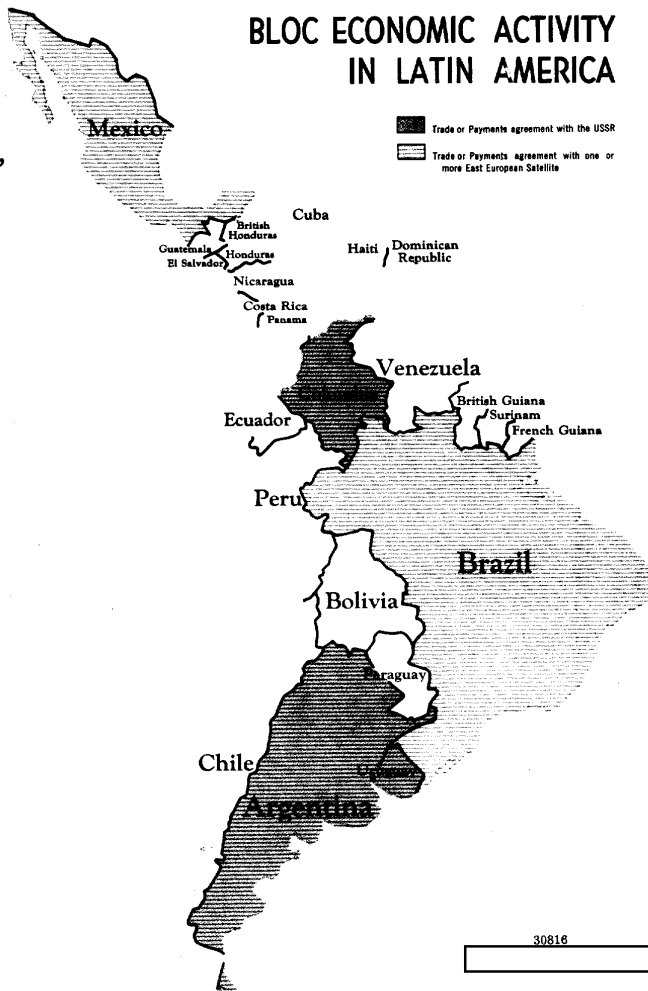 BLOC ECONOMIC ACTIVITY
IN LATIN AMERICA
Trade or Payments agreement with the USSR
Trade or Payments agreement with one or
more East European Satellite
Mexico
Cuba
British
Honduras
Guatemala
Honduras
El Salvador
Haiti
Dominican
Republic
Nicaragua
Costa Rica
Panama
Venezuela
British Guiana
Surinam
French Guiana
Ecuador
Peru
Brazil
Bolivia
Paraguay
Chile
Uruguay
Argentina
30816